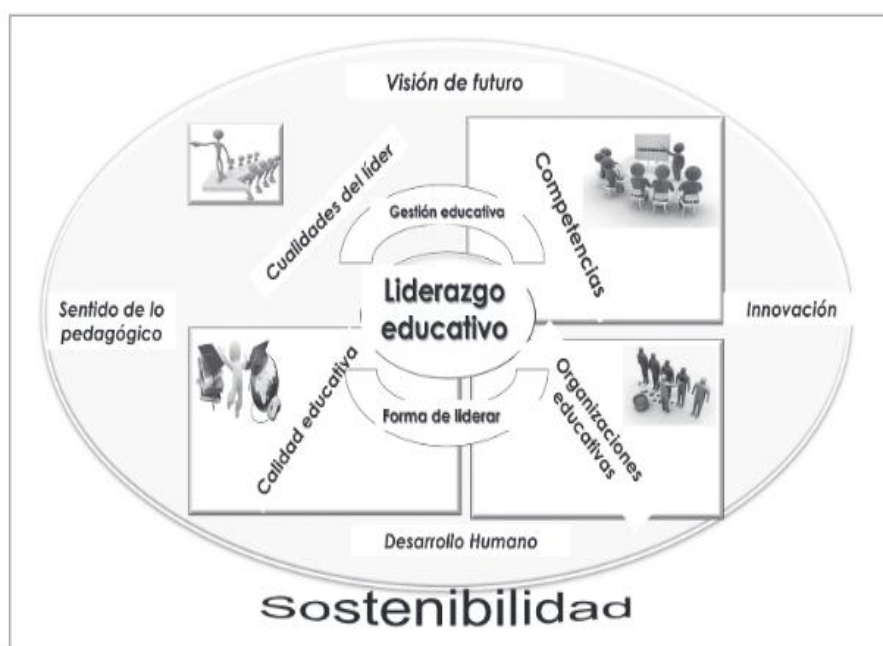 Visión de futuro
Cualidades del líder
Competencias
Gestión educativa
Liderazgo
educativo
Sentido de lo
pedagógico
Innovación
Calidad educativa
Forma de liderar
Organizaciones
educativas
Desarrollo Humano
Sostenibilidad